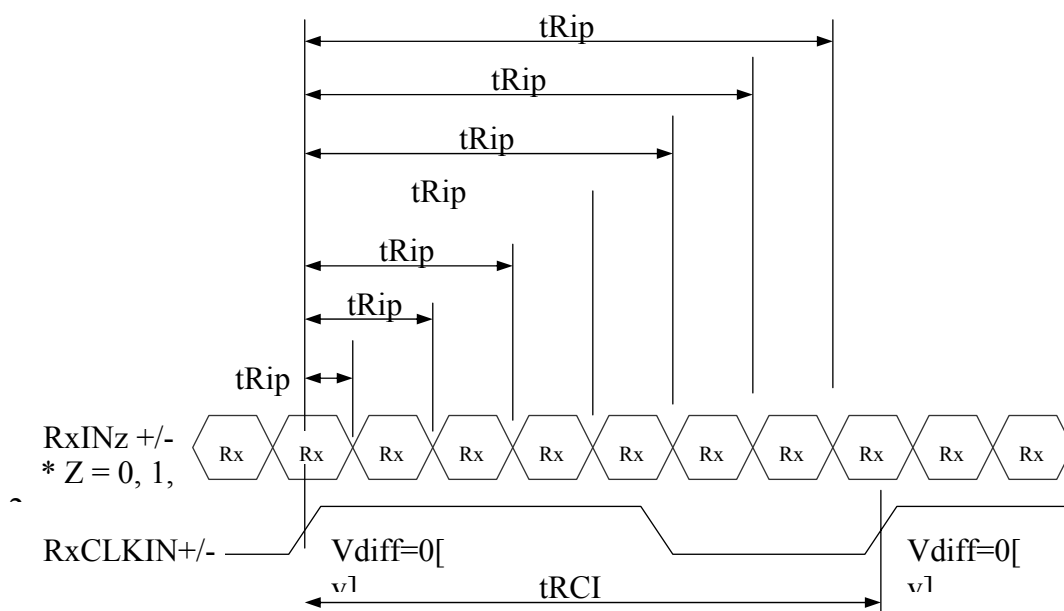 tRip
tRip
tRip
tRip
tRip
tRip
tRip
RxINz +/-
Rx Rx Rx Rx Rx Rx Rx Rx Rx Rx Rx
* Z = 0, 1,
RxCLKIN+/-
Vdiff=0[ Vdiff=0[
tRCI